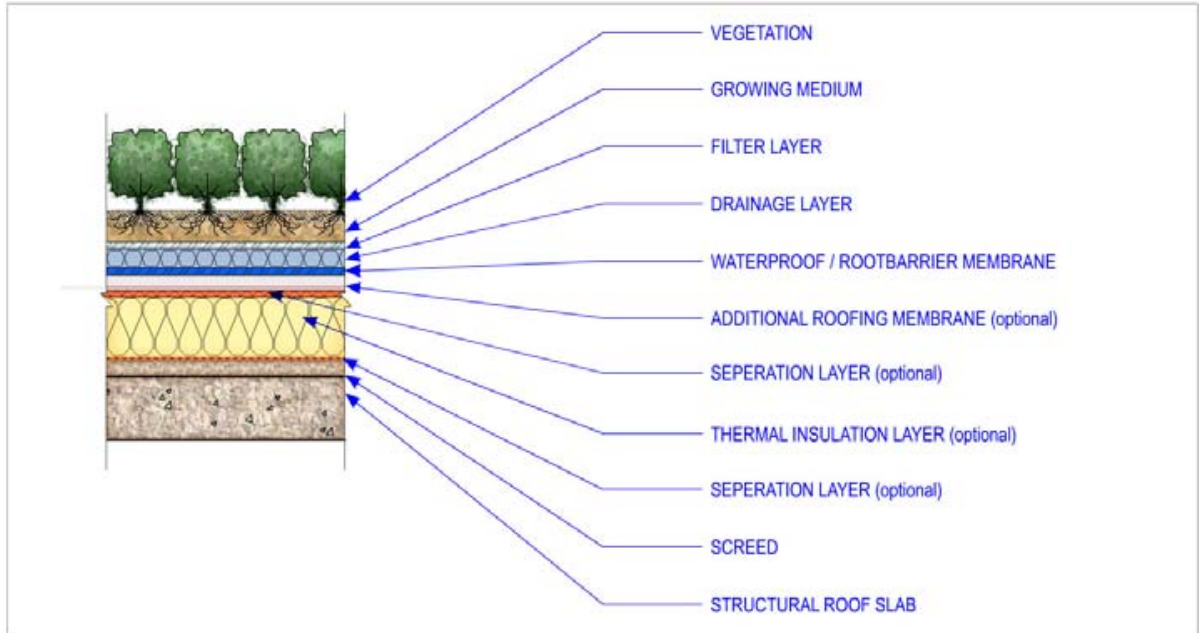 VEGETATION
GROWING MEDIUM
FILTER LAYER
DRAINAGE LAYER
WATERPROOF / ROOTBARRIER MEMBRANE
ADDITIONAL ROOFING MEMBRANE (optional)
SEPERATION LAYER (optional)
THERMAL INSULATION LAYER (optional)
SEPERATION LAYER (optional)
SCREED
STRUCTURAL ROOF SLAB